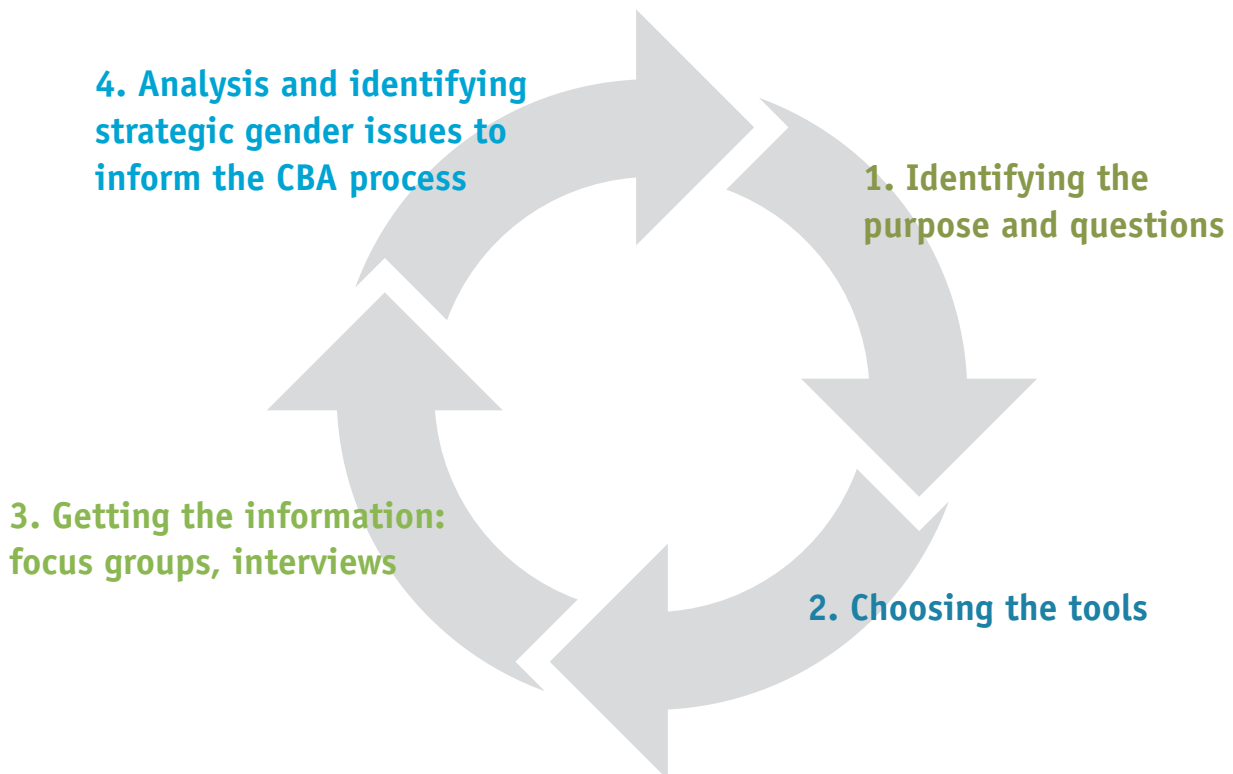 1. Identifying the
purpose and questions
2. Choosing the tools
3. Getting the information:
focus groups, interviews
4. Analysis and identifying
strategic gender issues to
inform the CBA process